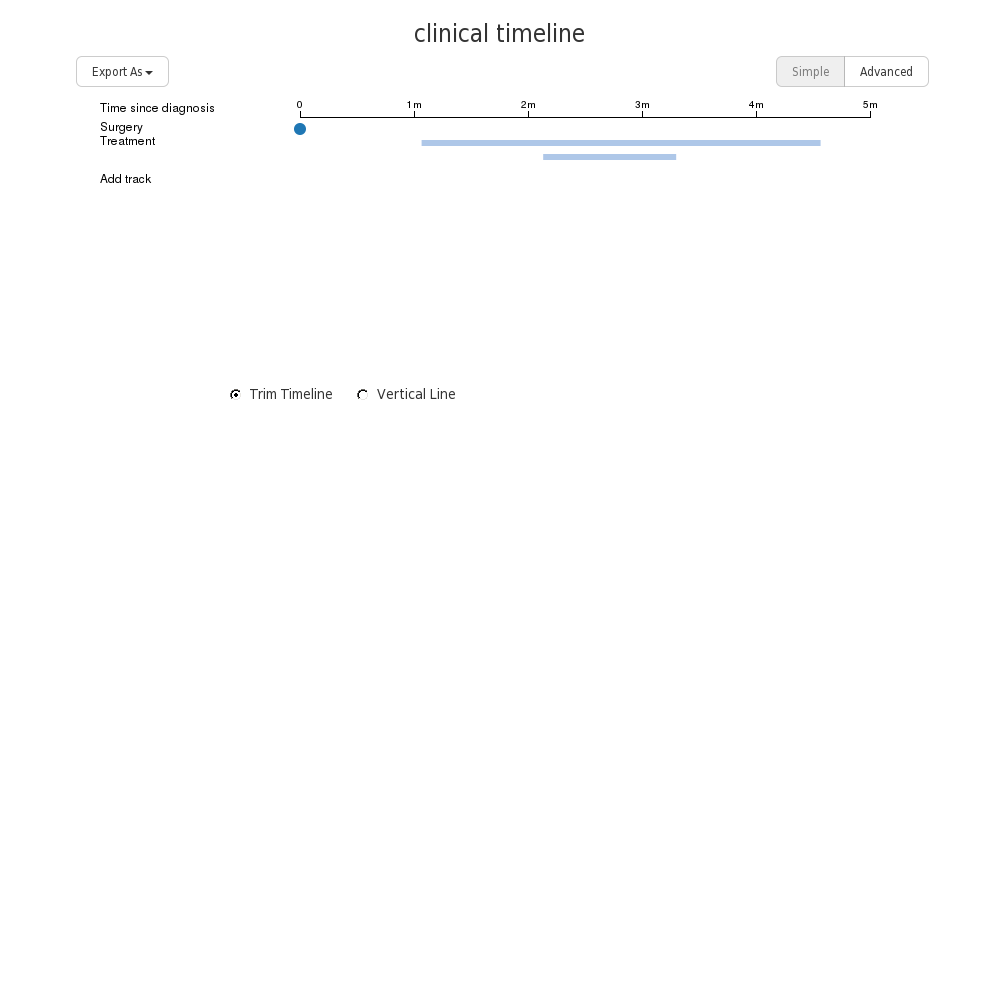 clinical timeline
Export As
Simple Advanced
Time since diagnosis 0 1m 2m 3m 4m 5m
Surgery
Treatment
Add track
Trim Timeline Vertical Line